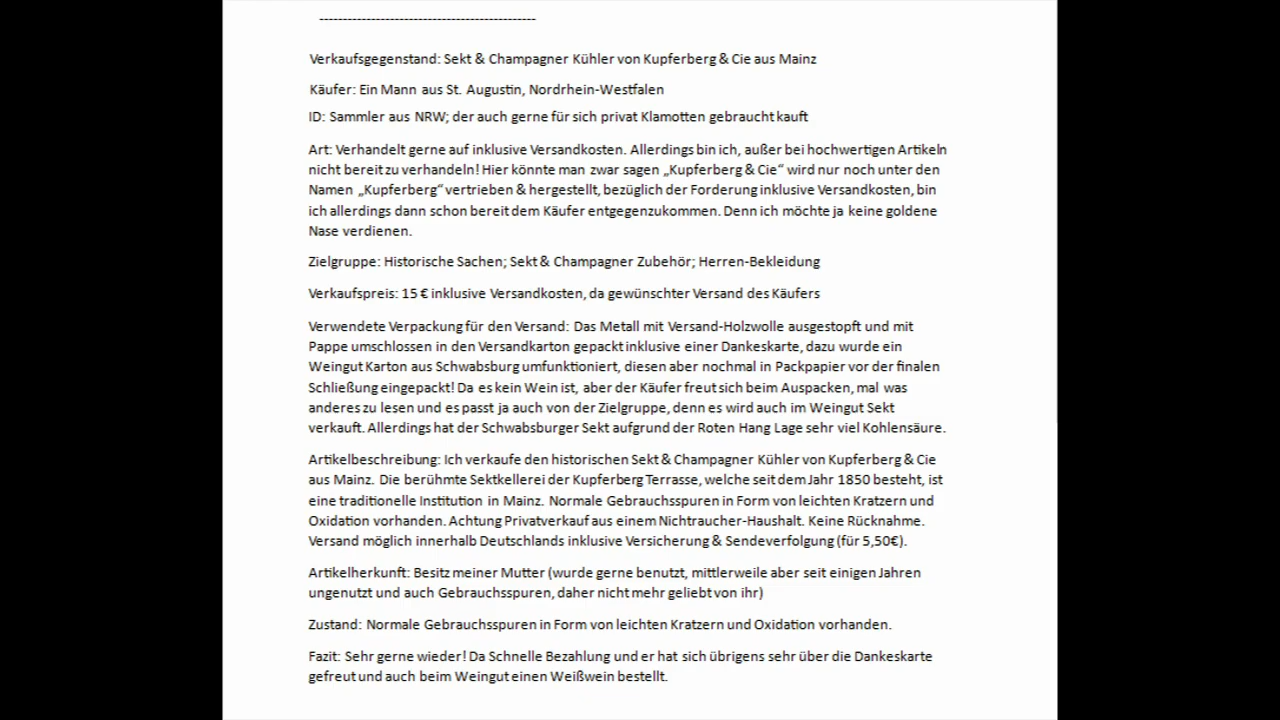 ----------------------------------------------
Verkaufsgegenstand: Sekt & Champagner Kühler von Kupferberg & Cie aus Mainz
Käufer: Ein Mann aus St. Augustin, Nordrhein-Westfalen
ID: Sammler aus NRW; der auch gerne für sich privat Klamotten gebraucht kauft
Art: Verhandelt gerne auf inklusive Versandkosten. Allerdings bin ich, außer bei hochwertigen Artikeln
nicht bereit zu verhandeln! Hier könnte man zwar sagen „Kupferberg & Cie“ wird nur noch unter den
Namen „Kupferberg“ vertrieben & hergestellt, bezüglich der Forderung inklusive Versandkosten, bin
ich allerdings dann schon bereit dem Käufer entgegenzukommen. Denn ich möchte ja keine goldene
Nase verdienen.
Zielgruppe: Historische Sachen; Sekt & Champagner Zubehör; Herren-Bekleidung
Verkaufspreis: 15 € inklusive Versandkosten, da gewünschter Versand des Käufers
Verwendete Verpackung für den Versand: Das Metall mit Versand-Holzwolle ausgestopft und mit
Pappe umschlossen in den Versandkarton gepackt inklusive einer Dankeskarte, dazu wurde ein
Weingut Karton aus Schwabsburg umfunktioniert, diesen aber nochmal in Packpapier vor der finalen
Schließung eingepackt! Da es kein Wein ist, aber der Käufer freut sich beim Auspacken, mal was
anderes zu lesen und es passt ja auch von der Zielgruppe, denn es wird auch im Weingut Sekt
verkauft. Allerdings hat der Schwabsburger Sekt aufgrund der Roten Hang Lage sehr viel Kohlensäure.
Artikelbeschreibung: Ich verkaufe den historischen Sekt & Champagner Kühler von Kupferberg & Cie
aus Mainz. Die berühmte Sektkellerei der Kupferberg Terrasse, welche seit dem Jahr 1850 besteht, ist
eine traditionelle Institution in Mainz. Normale Gebrauchsspuren in Form von leichten Kratzern und
Oxidation vorhanden. Achtung Privatverkauf aus einem Nichtraucher-Haushalt. Keine Rücknahme.
Versand möglich innerhalb Deutschlands inklusive Versicherung & Sendeverfolgung (für 5,50€).
Artikelherkunft: Besitz meiner Mutter (wurde gerne benutzt, mittlerweile aber seit einigen Jahren
ungenutzt und auch Gebrauchsspuren, daher nicht mehr geliebt von ihr)
Zustand: Normale Gebrauchsspuren in Form von leichten Kratzern und Oxidation vorhanden.
Fazit: Sehr gerne wieder! Da Schnelle Bezahlung und er hat sich übrigens sehr über die Dankeskarte
gefreut und auch beim Weingut einen Weißwein bestellt.